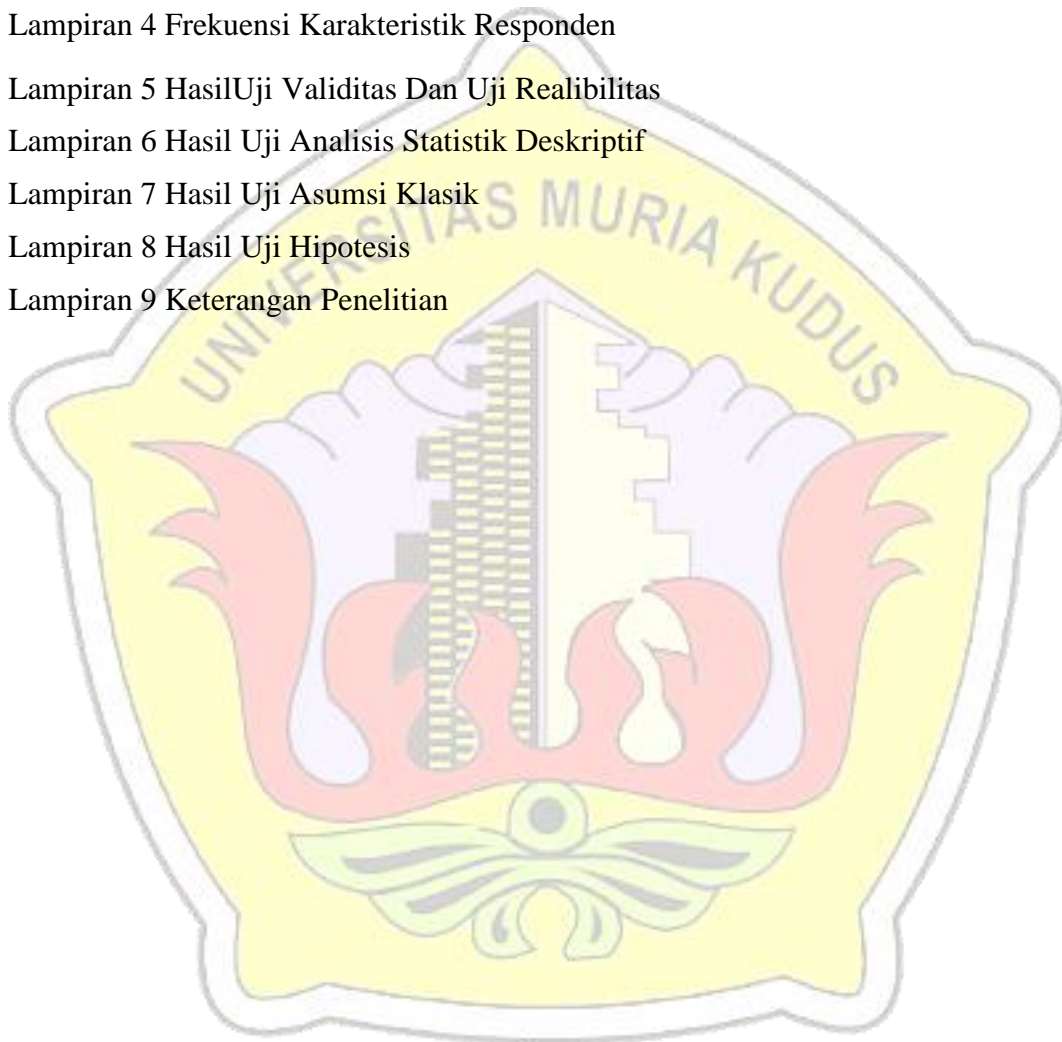 Lampiran 4 Frekuensi Karakteristik Responden
Lampiran 5 HasilUji Validitas Dan Uji Realibilitas
Lampiran 6 Hasil Uji Analisis Statistik Deskriptif
Lampiran 7 Hasil Uji Asumsi Klasik
Lampiran 8 Hasil Uji Hipotesis
Lampiran 9 Keterangan Penelitian
UNIVERSITAS MURIA KUDUS